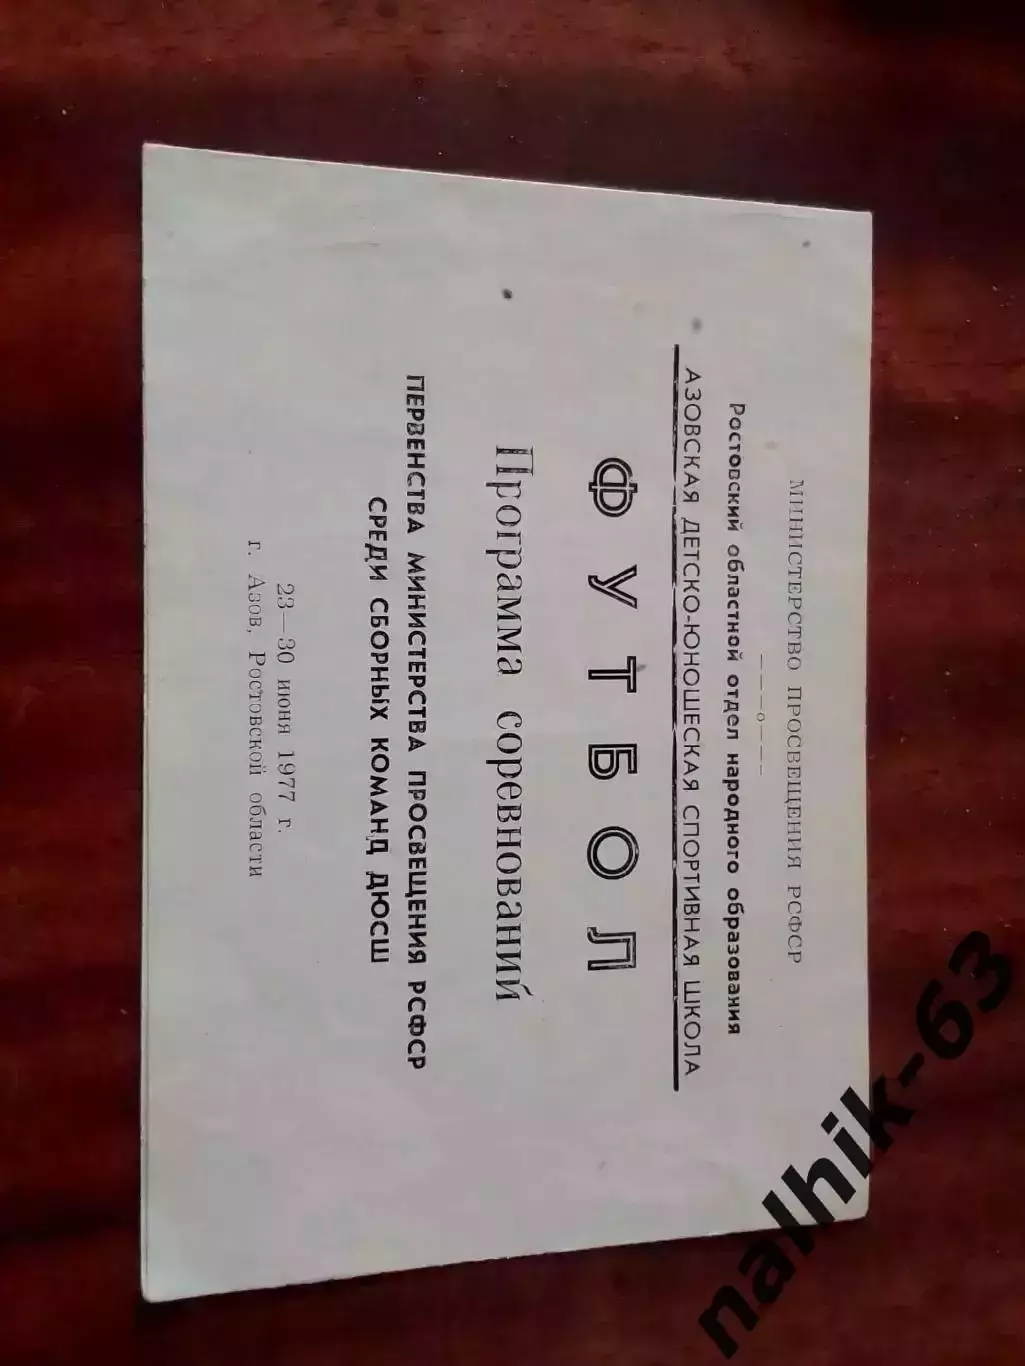 МИНИСТЕРСТВО ПРОСВЕЩЕНИЯ РСФСР
———о———
Ростовский областной отдел народного образования
АЗОВСКАЯ ДЕТСКО-ЮНОШЕСКАЯ СПОРТИВНАЯ ШКОЛА
ФУТБОЛ
Программа соревнований
ПЕРВЕНСТВА МИНИСТЕРСТВА ПРОСВЕЩЕНИЯ РСФСР
СРЕДИ СБОРНЫХ КОМАНД ДЮСШ
23—30 июня 1977 г.
г. Азов, Ростовской области
nalhik-63